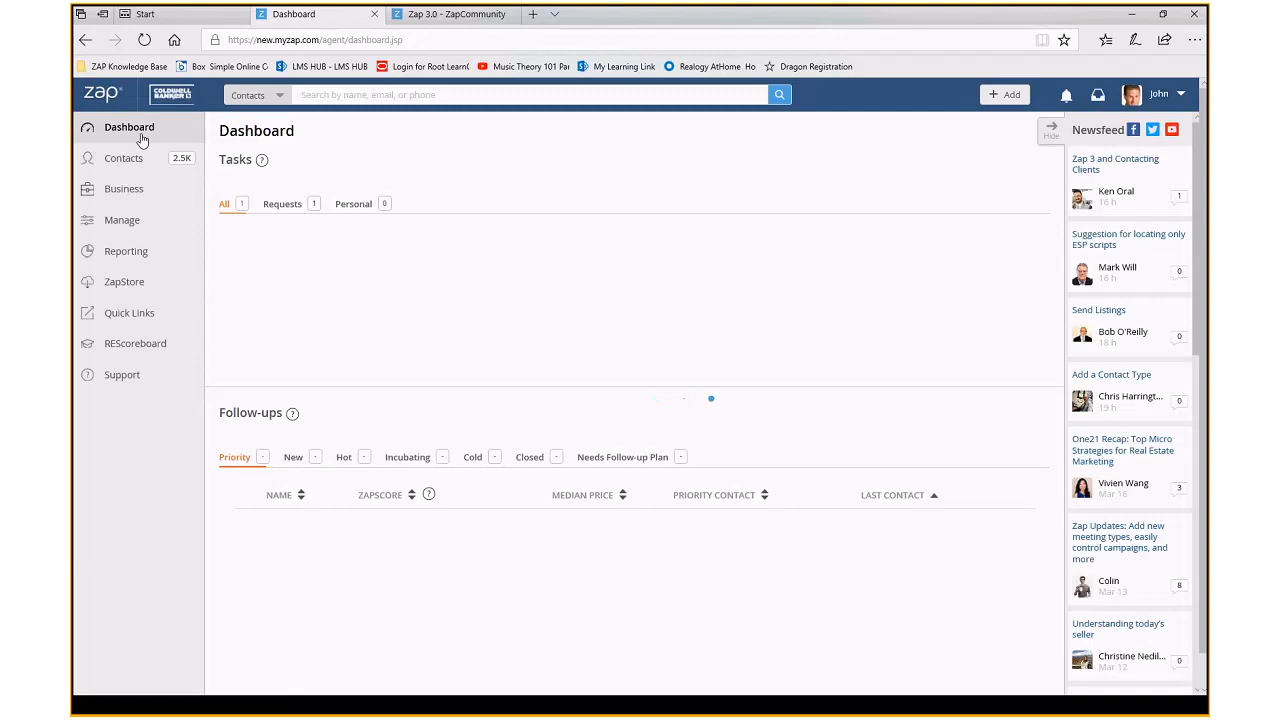 Start
Dashboard
Zap 3.0 - ZapCommunity
https://new.myzap.com/agent/dashboard.jsp
ZAP Knowledge Base
Box Simple Online C
LMS HUB - LMS HUB
Login for Root Learn
Music Theory 101 Par
My Learning Link
Realogy AtHome Ho
Dragon Registration
zap
COLDWELL BANKER
Contacts
Search by name, email, or phone
+ Add
John
Dashboard
Contacts 2.5K
Business
Manage
Reporting
ZapStore
Quick Links
REScoreboard
? Support
Dashboard
Tasks ?
All 1 Requests 1 Personal 0
Follow-ups ?
Priority - New - Hot - Incubating - Cold - Closed - Needs Follow-up Plan -
NAME ZAPSCORE ? MEDIAN PRICE PRIORITY CONTACT LAST CONTACT
Hide
Newsfeed
Zap 3 and Contacting
Clients
Ken Oral
16 h
1
Suggestion for locating only
ESP scripts
Mark Will
16 h
0
Send Listings
Bob O'Reilly
18 h
0
Add a Contact Type
Chris Harringt...
19 h
0
One21 Recap: Top Micro
Strategies for Real Estate
Marketing
Vivien Wang
Mar 16
3
Zap Updates: Add new
meeting types, easily
control campaigns, and
more
Colin
Mar 13
8
Understanding today's
seller
Christine Nedil...
Mar 12
0